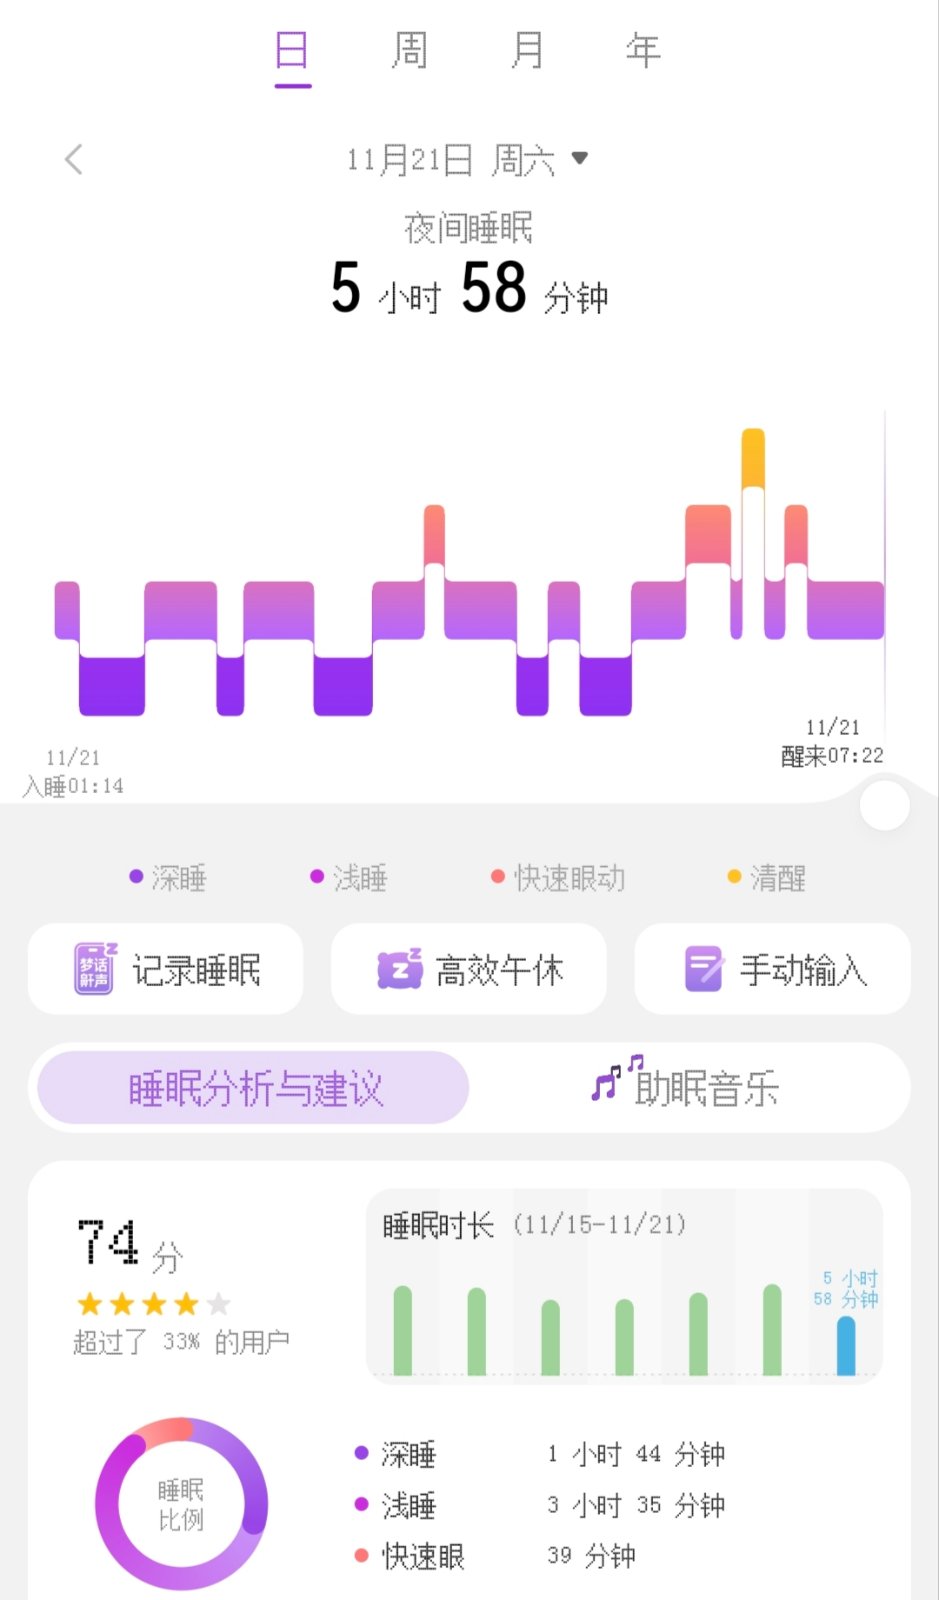 日 周 月 年
11月21日 周六
夜间睡眠
5 小时 58 分钟
11/21
入睡01:14
11/21
醒来07:22
深睡 浅睡 快速眼动 清醒
梦话
鼾声
记录睡眠 高效午休 手动输入
睡眠分析与建议 助眠音乐
74 分
超过了 33% 的用户
睡眠时长 (11/15-11/21)
5 小时
58 分钟
睡眠
比例
深睡 1 小时 44 分钟
浅睡 3 小时 35 分钟
快速眼 39 分钟